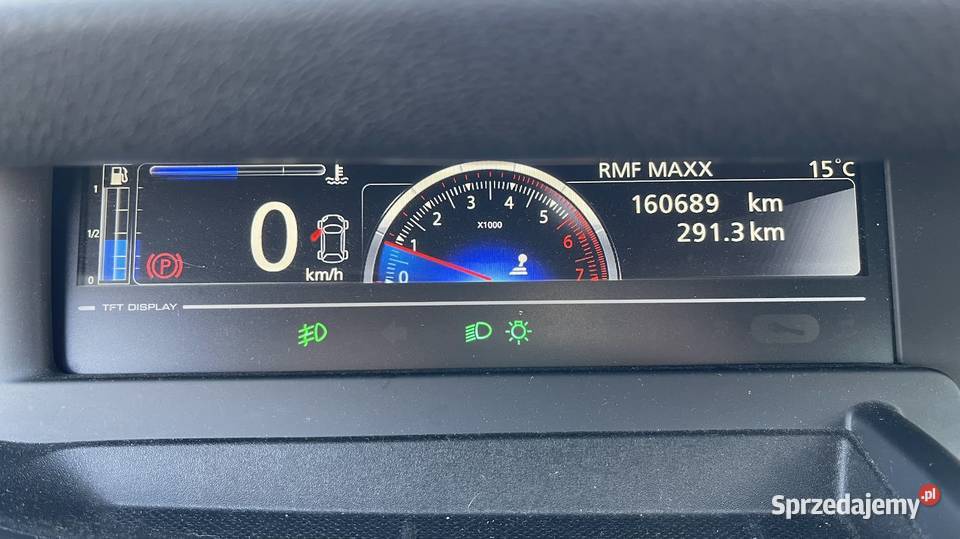 RMF MAXX 15°C
1
1/2
0
0
km/h
0 1 2 3 4 5 6 7
X1000
160689 km
291.3 km
P
TFT DISPLAY
Sprzedajemy.pl